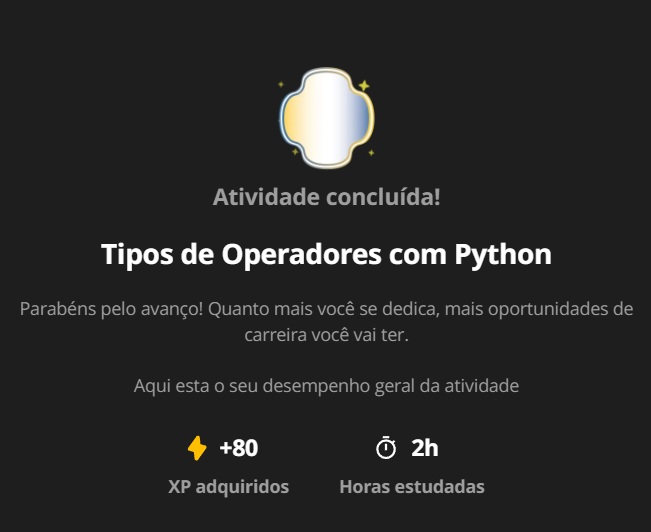 Atividade concluída!
Tipos de Operadores com Python
Parabéns pelo avanço! Quanto mais você se dedica, mais oportunidades de
carreira você vai ter.
Aqui esta o seu desempenho geral da atividade
+80
2h
XP adquiridos
Horas estudadas